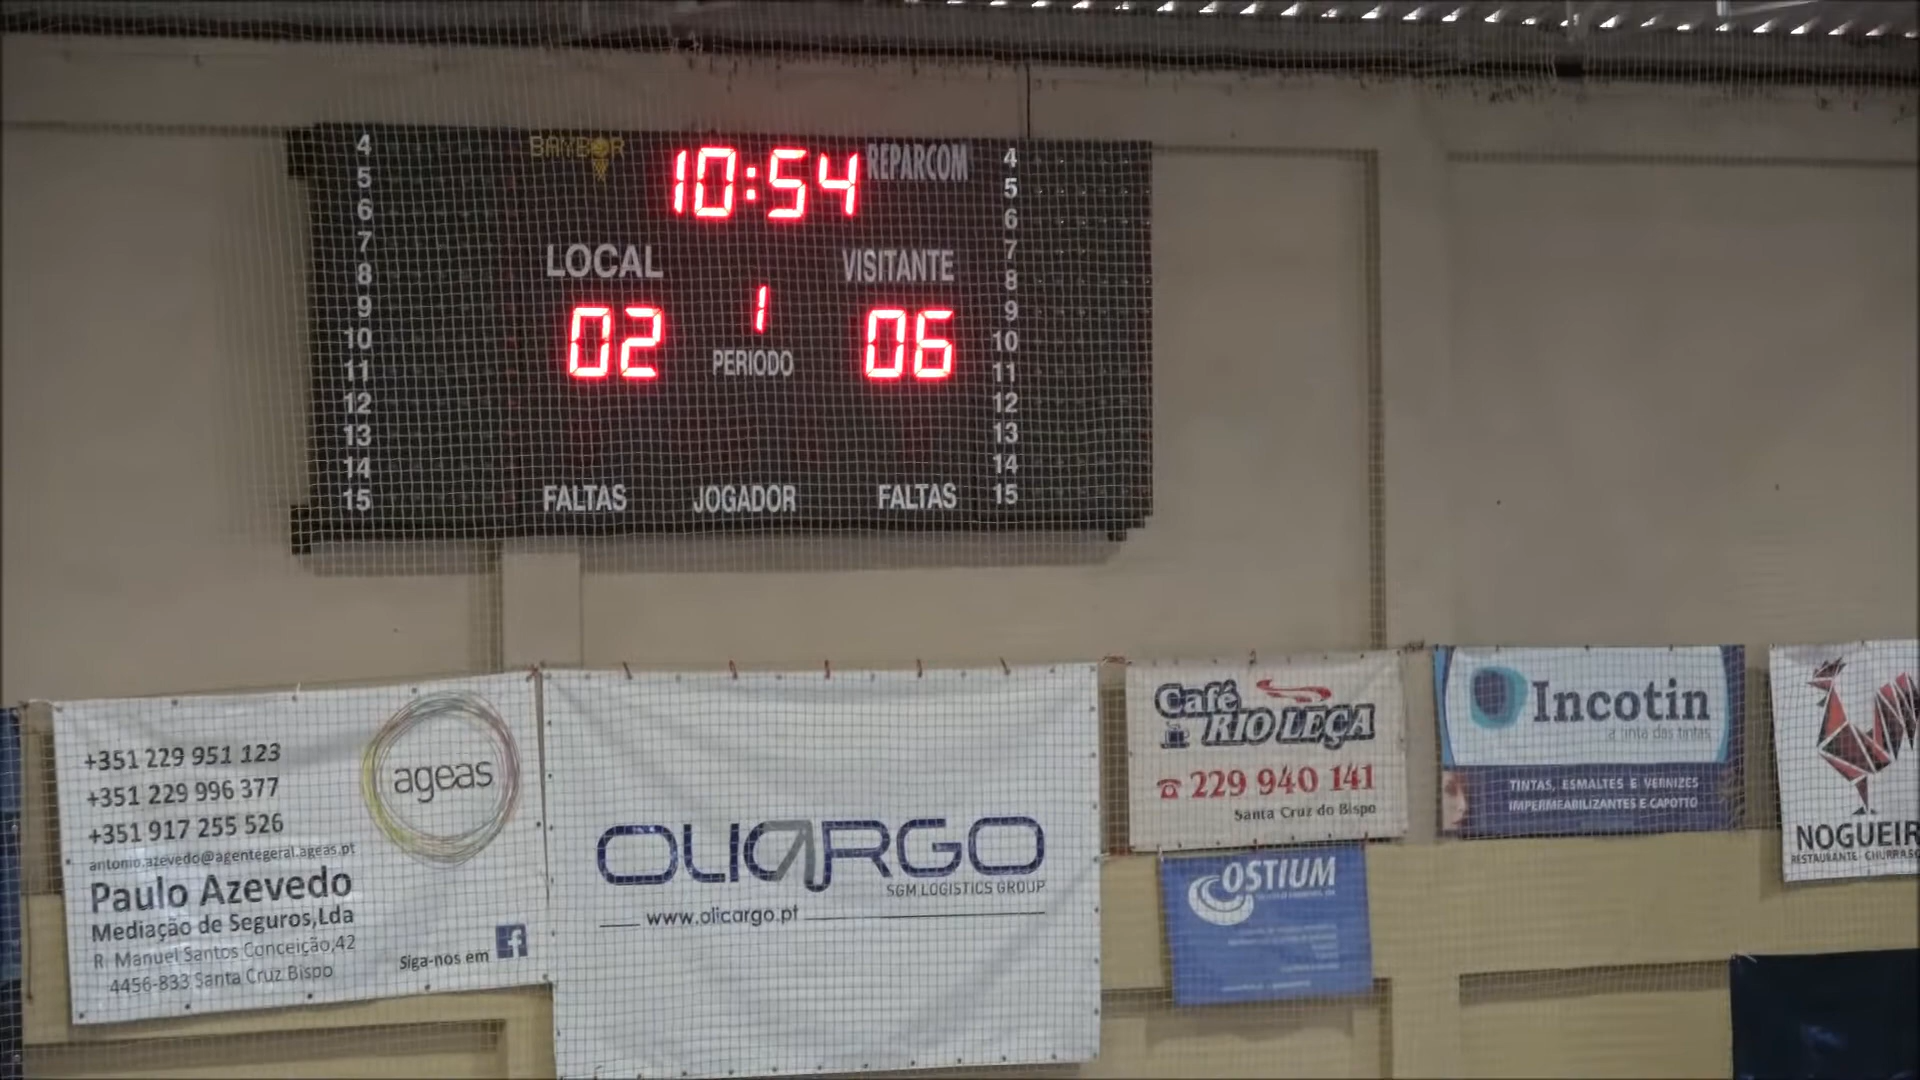 4
5
6
7
8
9
10
11
12
13
14
15
BAYBOR
10:54
REPARCOM
LOCAL
VISITANTE
02
1
06
PERIODO
FALTAS
JOGADOR
FALTAS
4
5
6
7
8
9
10
11
12
13
14
15
+351 229 951 123
+351 229 996 377
+351 917 255 526
antonio.azevedo@agentegeral.ageas.pt
Paulo Azevedo
Mediação de Seguros,Lda
R. Manuel Santos Conceição,42
4456-833 Santa Cruz Bispo
ageas
Siga-nos em f
OLICARGO
SGM LOGISTICS GROUP
www.olicargo.pt
Café
RIO LEÇA
229 940 141
Santa Cruz do Bispo
OSTIUM
Incotin
a tinta das tintas
TINTAS, ESMALTES E VERNIZES
IMPERMEABILIZANTES E CAPOTTO
NOGUEIR
RESTAURANTE CHURRASC